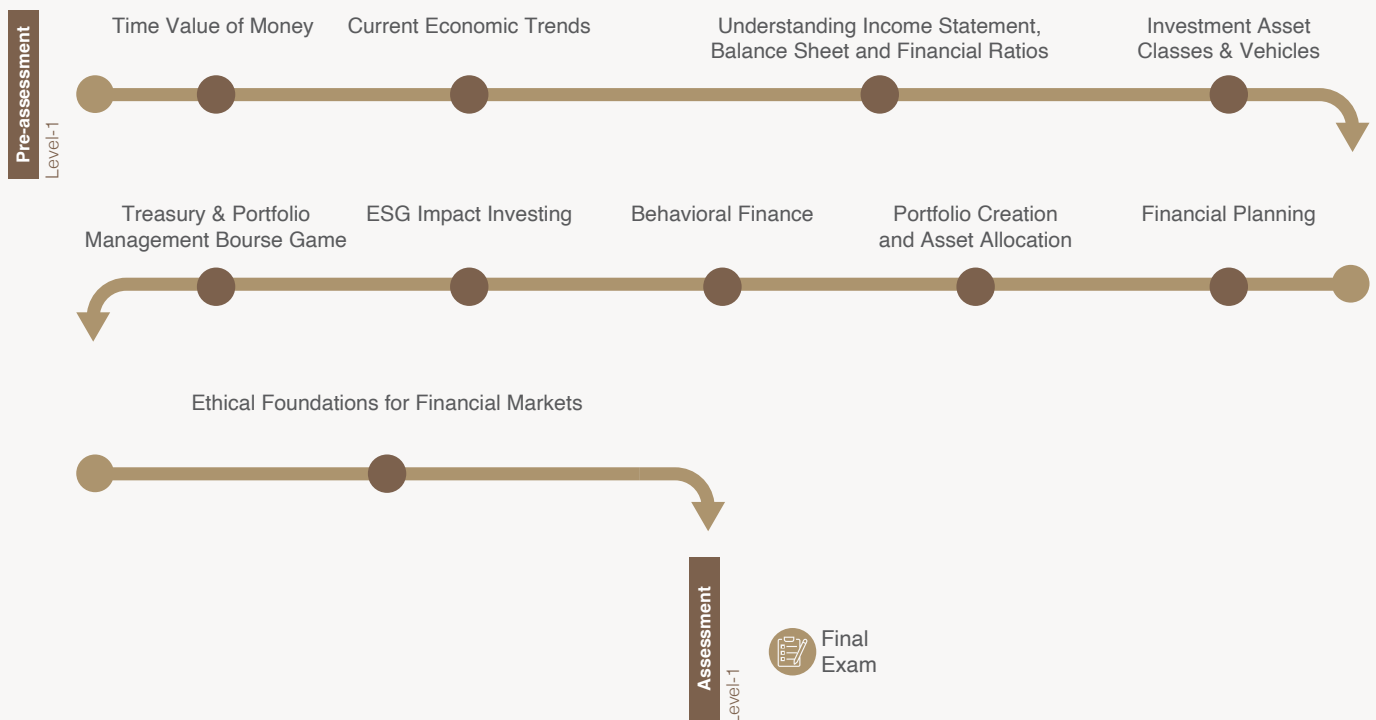 Pre-assessment
Level-1
Time Value of Money
Current Economic Trends
Understanding Income Statement,
Balance Sheet and Financial Ratios
Investment Asset
Classes & Vehicles
Treasury & Portfolio
Management Bourse Game
ESG Impact Investing
Behavioral Finance
Portfolio Creation
and Asset Allocation
Financial Planning
Ethical Foundations for Financial Markets
Assessment
Level-1
Final
Exam